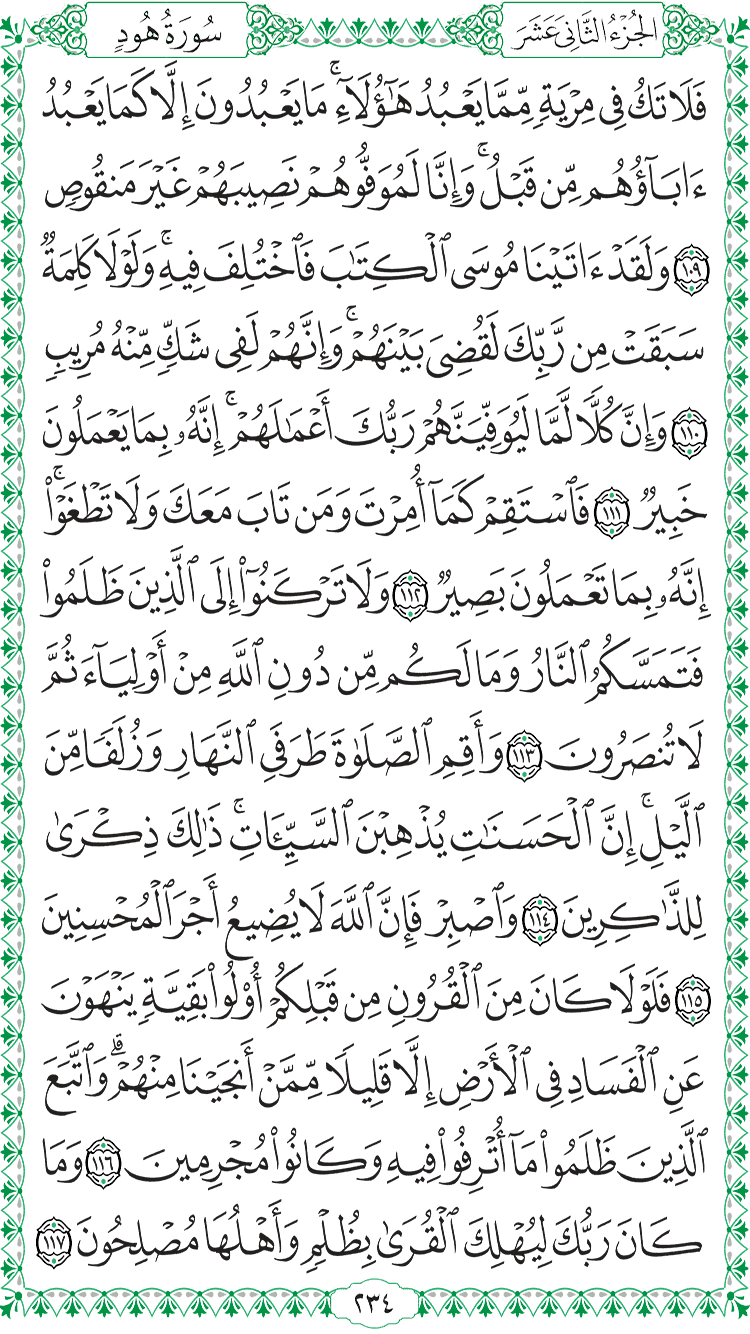 الجُزْءُ الثَّانِي عَشَرَ
سُورَةُ هُودٍ
فَلَا تَكُ فِي مِرْيَةٍ مِّمَّا يَعْبُدُ هَٰٓؤُلَآءِۚ مَا يَعْبُدُونَ إِلَّا كَمَا يَعْبُدُ
ءَابَآؤُهُم مِّن قَبْلُۚ وَإِنَّا لَمُوَفُّوهُمْ نَصِيبَهُمْ غَيْرَ مَنقُوصٍ
١٠٩ وَلَقَدْ ءَاتَيْنَا مُوسَى ٱلْكِتَٰبَ فَٱخْتُلِفَ فِيهِۚ وَلَوْلَا كَلِمَةٌ
سَبَقَتْ مِن رَّبِّكَ لَقُضِيَ بَيْنَهُمْۚ وَإِنَّهُمْ لَفِي شَكٍّ مِّنْهُ مُرِيبٍ
١١٠ وَإِنَّ كُلًّا لَّمَّا لَيُوَفِّيَنَّهُمْ رَبُّكَ أَعْمَٰلَهُمْۚ إِنَّهُۥ بِمَا يَعْمَلُونَ
خَبِيرٌ ١١١ فَٱسْتَقِمْ كَمَآ أُمِرْتَ وَمَن تَابَ مَعَكَ وَلَا تَطْغَوْا۟ۚ
إِنَّهُۥ بِمَا تَعْمَلُونَ بَصِيرٌ ١١٢ وَلَا تَرْكَنُوٓا۟ إِلَى ٱلَّذِينَ ظَلَمُوا۟
فَتَمَسَّكُمُ ٱلنَّارُ وَمَا لَكُم مِّن دُونِ ٱللَّهِ مِنْ أَوْلِيَآءَ ثُمَّ
لَا تُنصَرُونَ ١١٣ وَأَقِمِ ٱلصَّلَوٰةَ طَرَفَيِ ٱلنَّهَارِ وَزُلَفًا مِّنَ
ٱلَّيْلِۚ إِنَّ ٱلْحَسَنَٰتِ يُذْهِبْنَ ٱلسَّيِّـَٔاتِۚ ذَٰلِكَ ذِكْرَىٰ
لِلذَّٰكِرِينَ ١١٤ وَٱصْبِرْ فَإِنَّ ٱللَّهَ لَا يُضِيعُ أَجْرَ ٱلْمُحْسِنِينَ
١١٥ فَلَوْلَا كَانَ مِنَ ٱلْقُرُونِ مِن قَبْلِكُمْ أُو۟لُوا۟ بَقِيَّةٍ يَنْهَوْنَ
عَنِ ٱلْفَسَادِ فِي ٱلْأَرْضِ إِلَّا قَلِيلًا مِّمَّنْ أَنجَيْنَا مِنْهُمْۗ وَٱتَّبَعَ
ٱلَّذِينَ ظَلَمُوا۟ مَآ أُتْرِفُوا۟ فِيهِ وَكَانُوا۟ مُجْرِمِينَ ١١٦ وَمَا
كَانَ رَبُّكَ لِيُهْلِكَ ٱلْقُرَىٰ بِظُلْمٍ وَأَهْلُهَا مُصْلِحُونَ ١١٧
٢٣٤